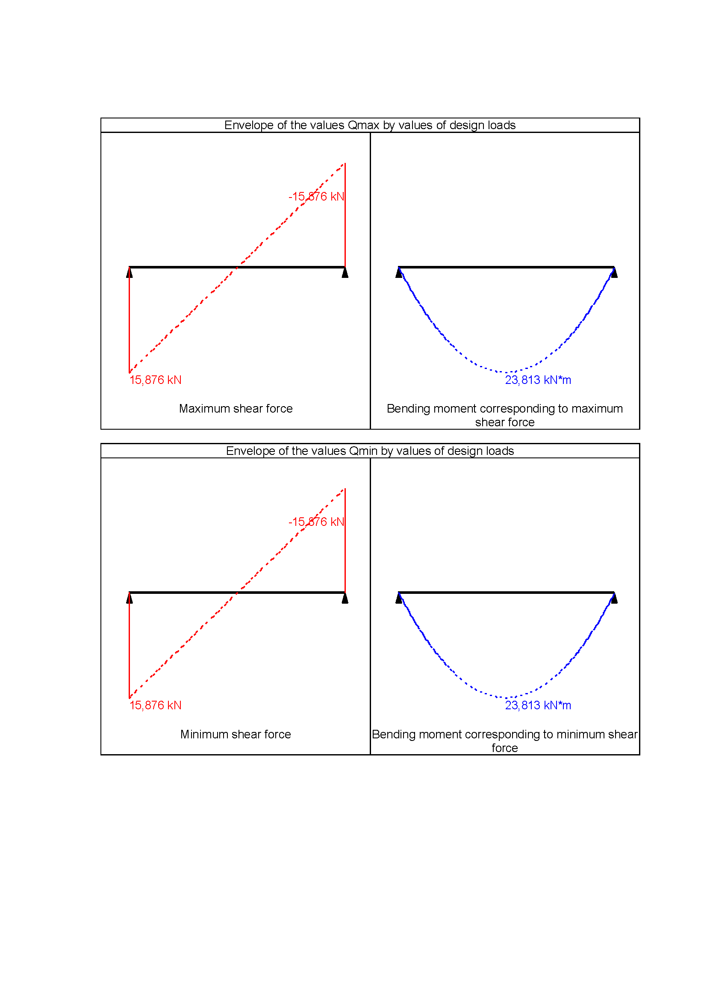 Envelope of the values Qmax by values of design loads
-15,876 kN
15,876 kN
23,813 kN*m
Maximum shear force
Bending moment corresponding to maximum
shear force
Envelope of the values Qmin by values of design loads
-15,876 kN
15,876 kN
23,813 kN*m
Minimum shear force
Bending moment corresponding to minimum shear
force